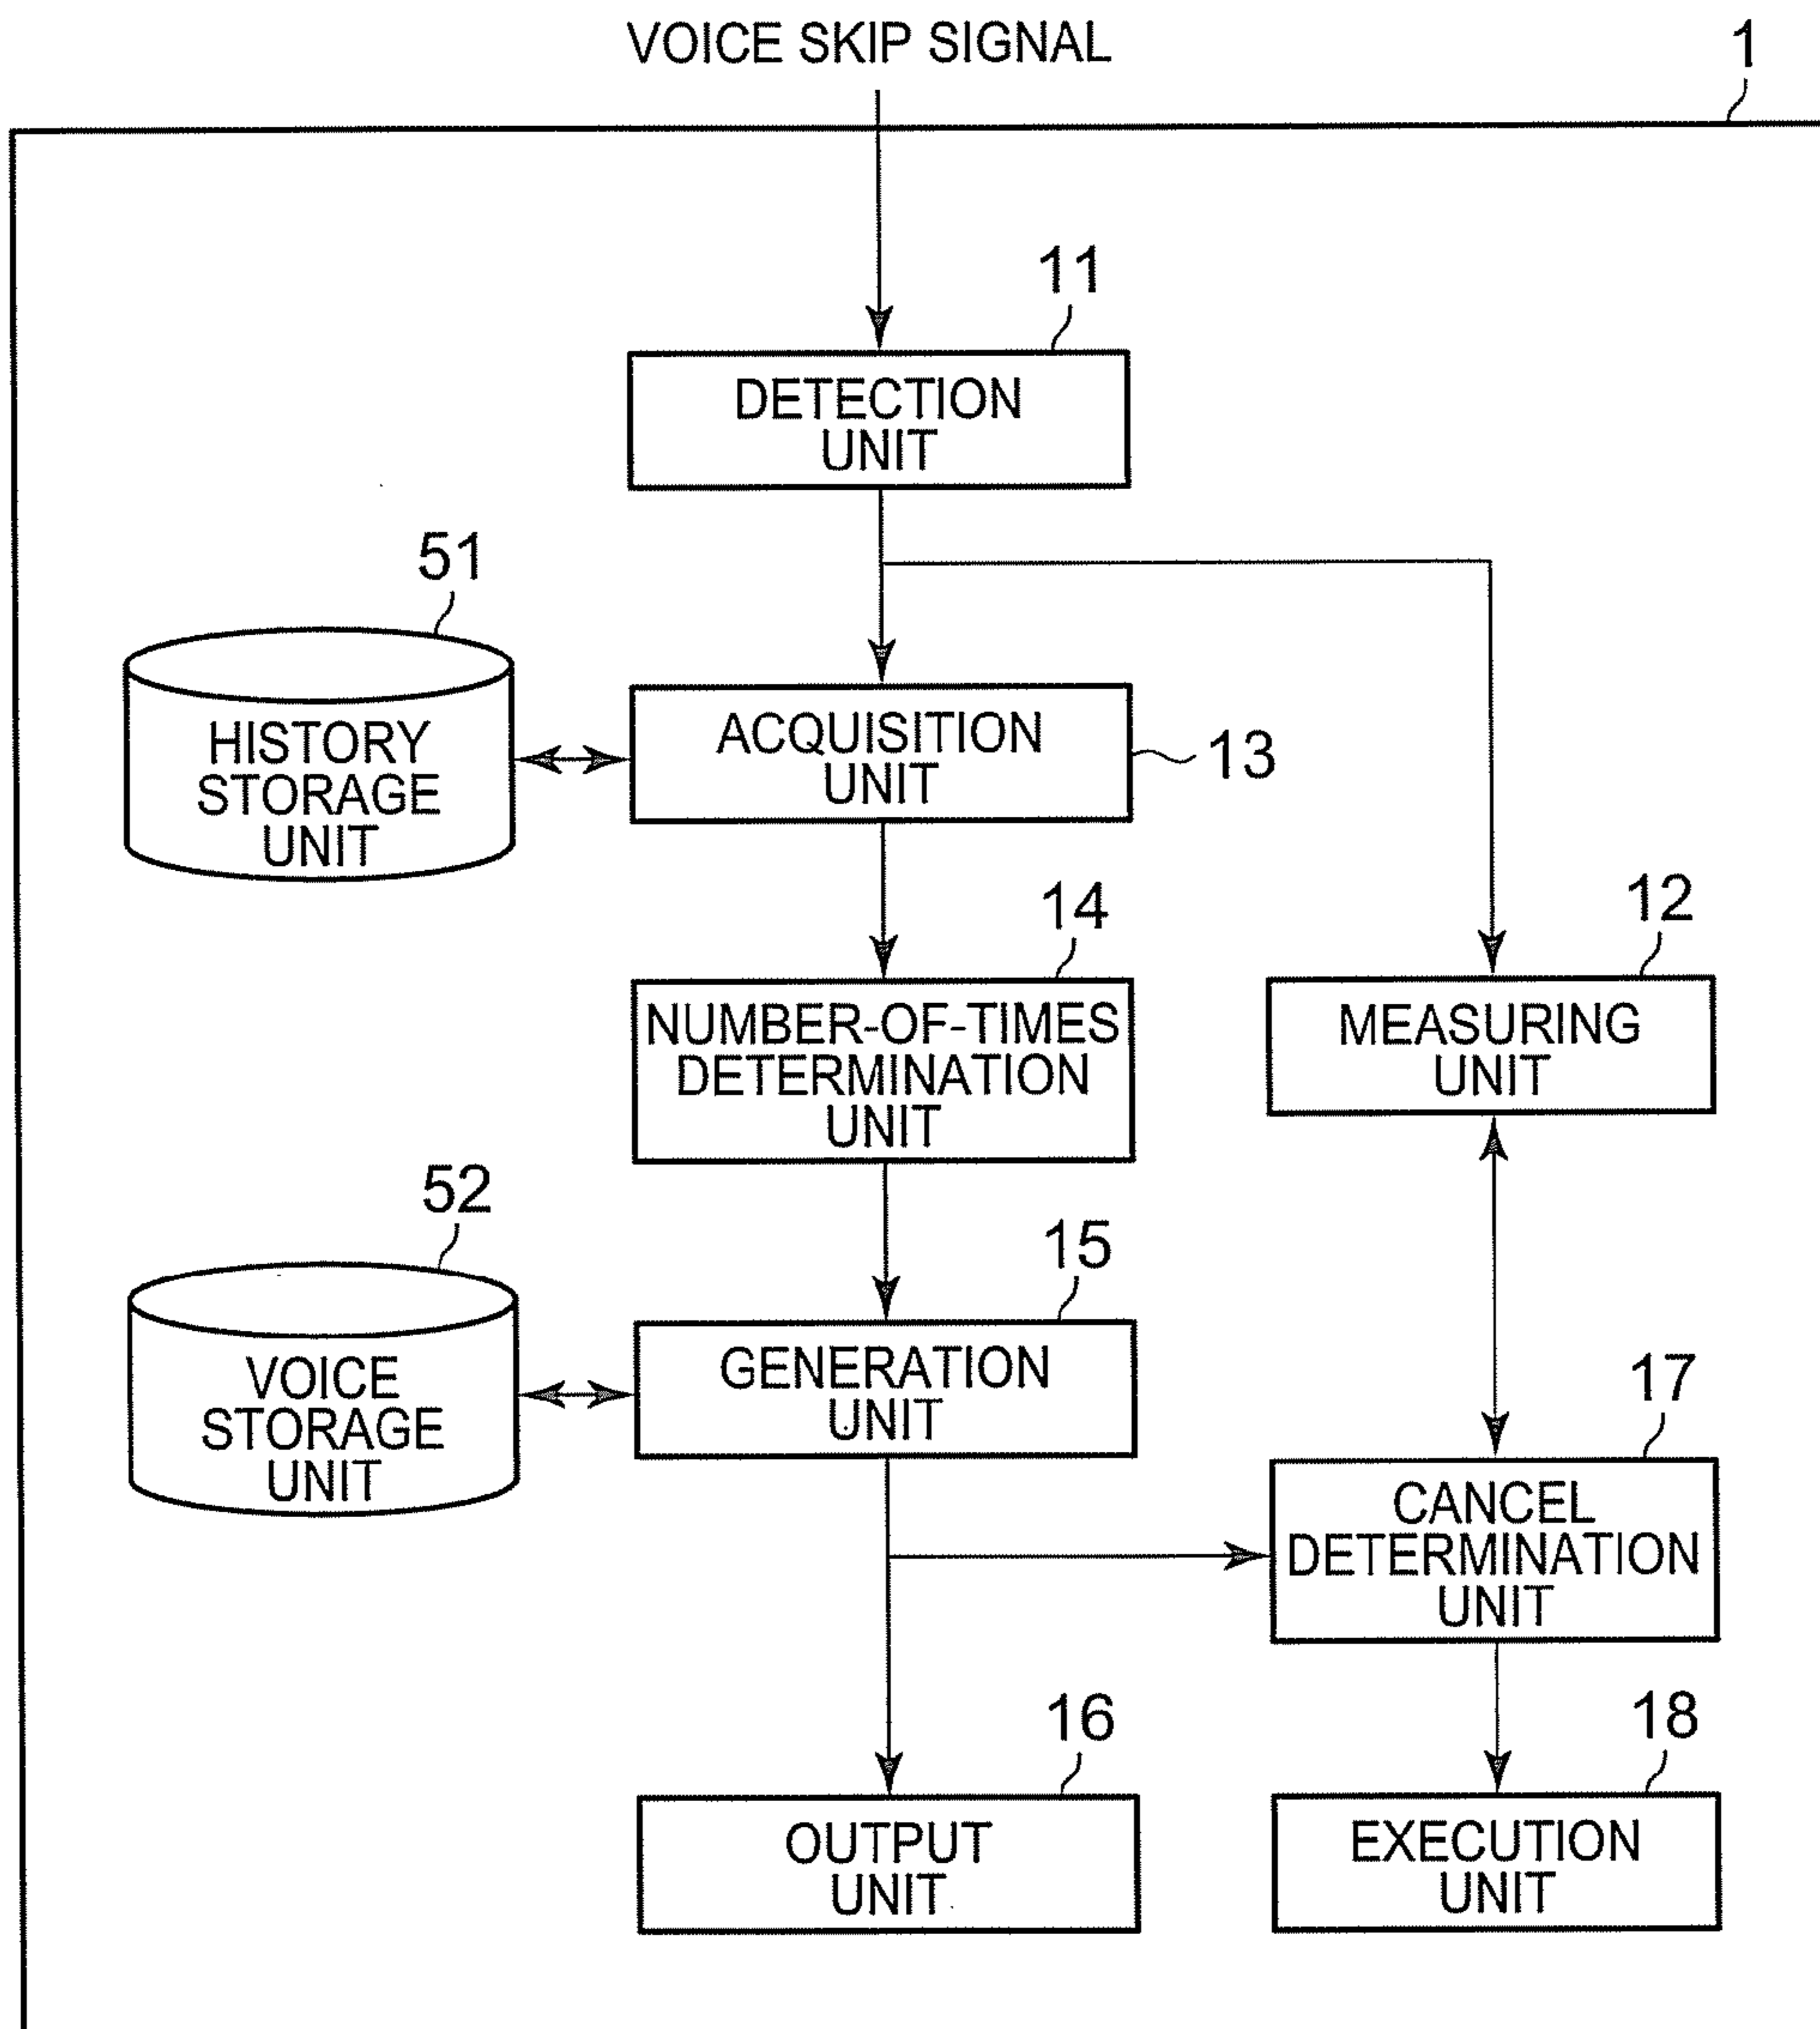 VOICE SKIP SIGNAL
1
11
DETECTION
UNIT
51
HISTORY
STORAGE
UNIT
ACQUISITION
UNIT
13
14
NUMBER-OF-TIMES
DETERMINATION
UNIT
12
MEASURING
UNIT
52
VOICE
STORAGE
UNIT
15
GENERATION
UNIT
17
CANCEL
DETERMINATION
UNIT
16
OUTPUT
UNIT
18
EXECUTION
UNIT